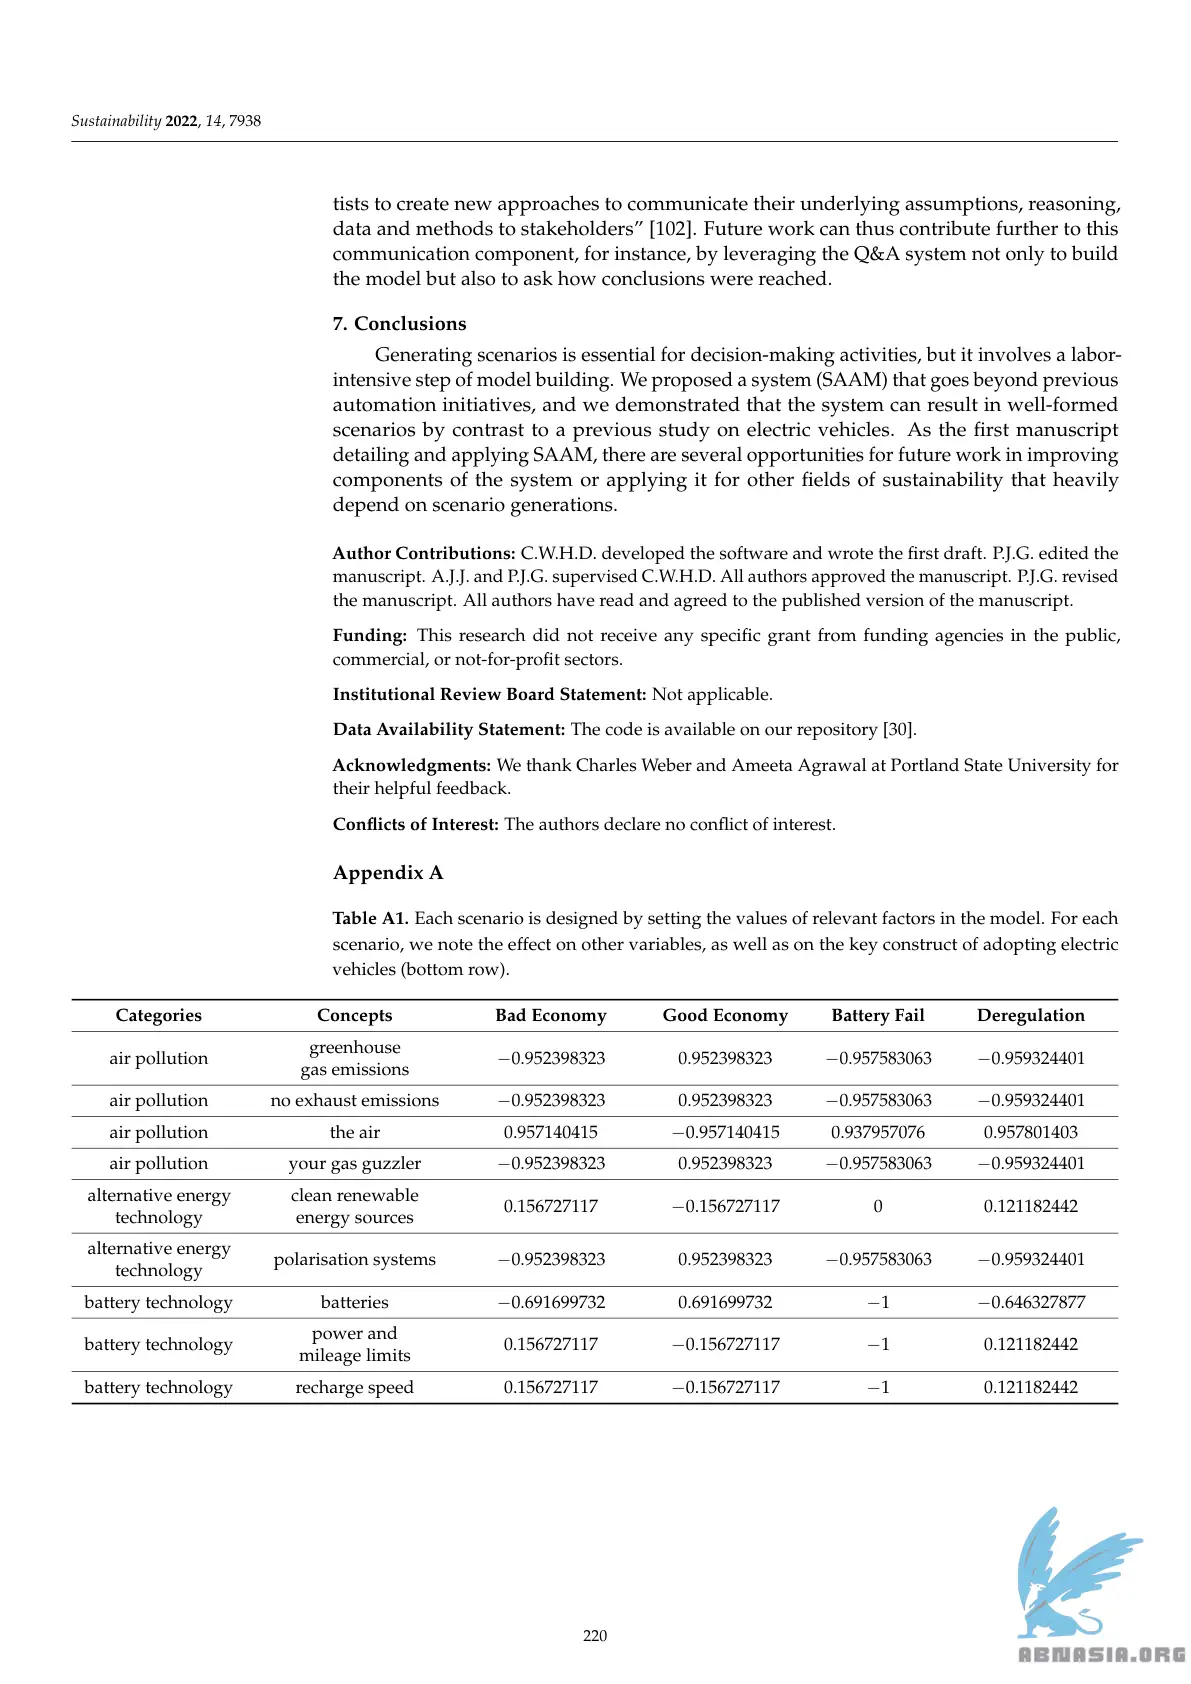 Sustainability 2022, 14, 7938
tists to create new approaches to communicate their underlying assumptions, reasoning,
data and methods to stakeholders” [102]. Future work can thus contribute further to this
communication component, for instance, by leveraging the Q&A system not only to build
the model but also to ask how conclusions were reached.
7. Conclusions
Generating scenarios is essential for decision-making activities, but it involves a labor-
intensive step of model building. We proposed a system (SAAM) that goes beyond previous
automation initiatives, and we demonstrated that the system can result in well-formed
scenarios by contrast to a previous study on electric vehicles. As the first manuscript
detailing and applying SAAM, there are several opportunities for future work in improving
components of the system or applying it for other fields of sustainability that heavily
depend on scenario generations.
Author Contributions: C.W.H.D. developed the software and wrote the first draft. P.J.G. edited the
manuscript. A.J.J. and P.J.G. supervised C.W.H.D. All authors approved the manuscript. P.J.G. revised
the manuscript. All authors have read and agreed to the published version of the manuscript.
Funding: This research did not receive any specific grant from funding agencies in the public,
commercial, or not-for-profit sectors.
Institutional Review Board Statement: Not applicable.
Data Availability Statement: The code is available on our repository [30].
Acknowledgments: We thank Charles Weber and Ameeta Agrawal at Portland State University for
their helpful feedback.
Conflicts of Interest: The authors declare no conflict of interest.
Appendix A
Table A1. Each scenario is designed by setting the values of relevant factors in the model. For each
scenario, we note the effect on other variables, as well as on the key construct of adopting electric
vehicles (bottom row).
Categories Concepts Bad Economy Good Economy Battery Fail Deregulation
air pollution greenhouse gas emissions −0.952398323 0.952398323 −0.957583063 −0.959324401
air pollution no exhaust emissions −0.952398323 0.952398323 −0.957583063 −0.959324401
air pollution the air 0.957140415 −0.957140415 0.937957076 0.957801403
air pollution your gas guzzler −0.952398323 0.952398323 −0.957583063 −0.959324401
alternative energy technology clean renewable energy sources 0.156727117 −0.156727117 0 0.121182442
alternative energy technology polarisation systems −0.952398323 0.952398323 −0.957583063 −0.959324401
battery technology batteries −0.691699732 0.691699732 −1 −0.646327877
battery technology power and mileage limits 0.156727117 −0.156727117 −1 0.121182442
battery technology recharge speed 0.156727117 −0.156727117 −1 0.121182442
220
ABNASIA.ORG